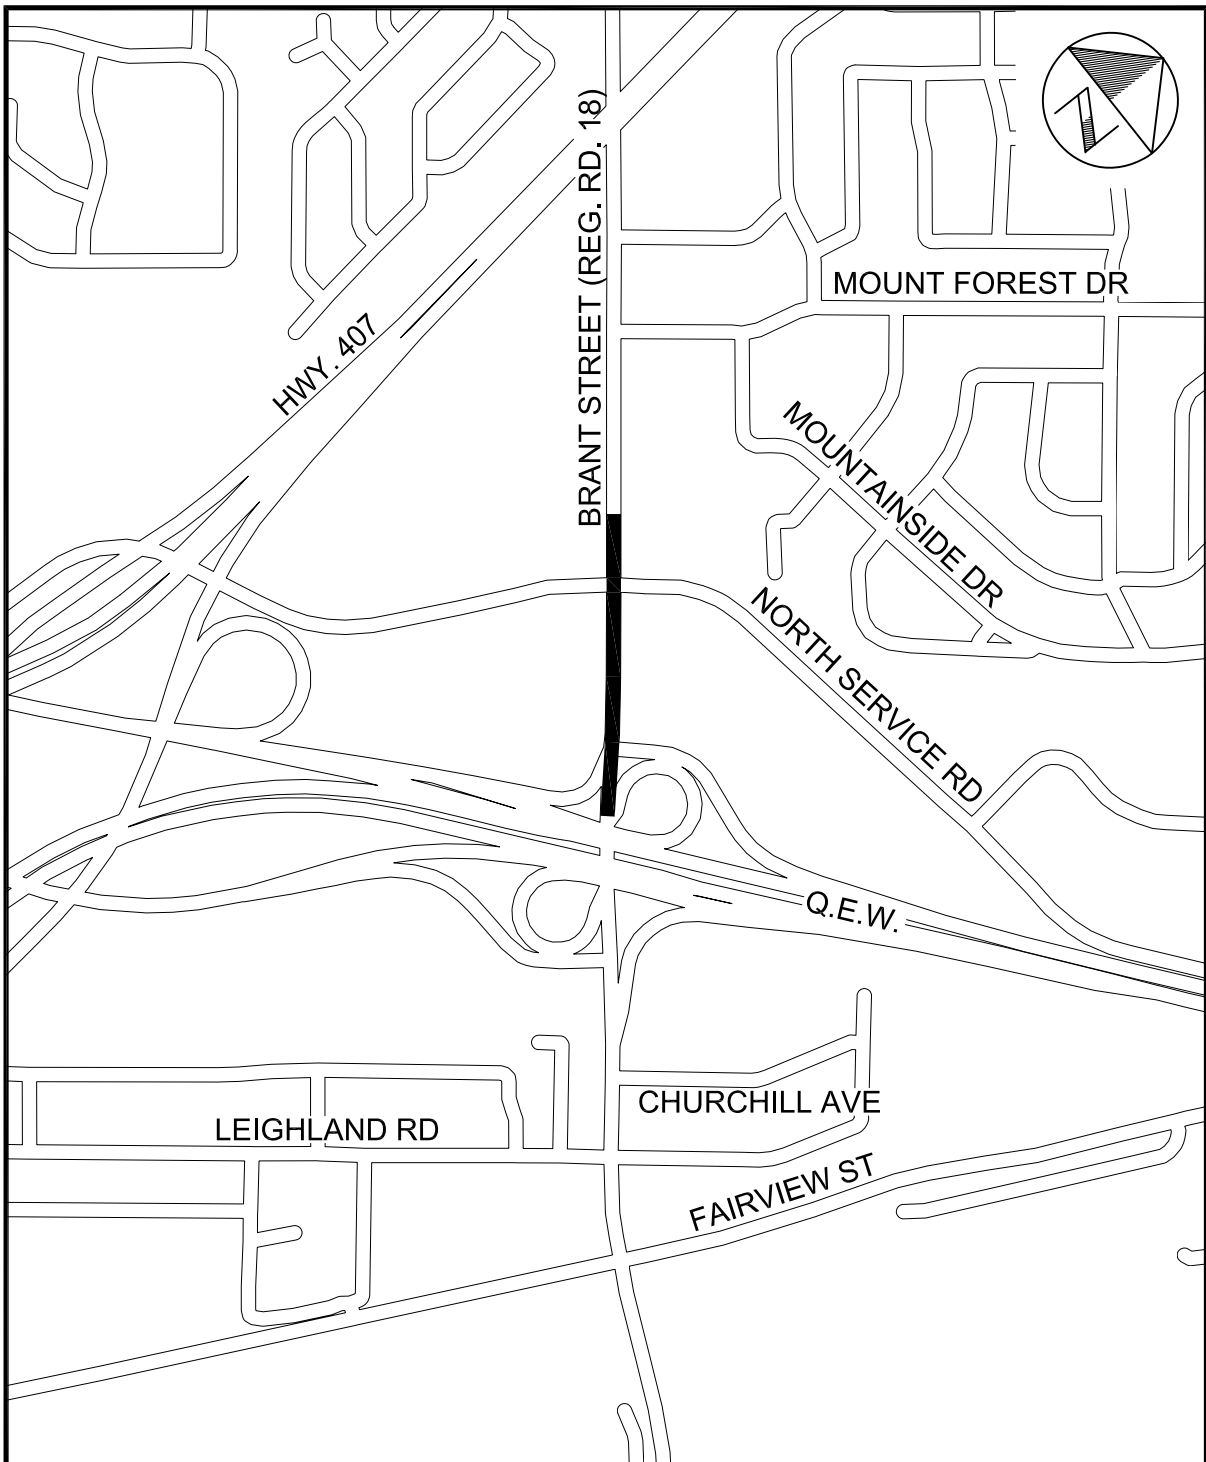 BRANT STREET (REG. RD. 18)
MOUNT FOREST DR
HWY. 407
MOUNTAINSIDE DR
NORTH SERVICE RD
Q.E.W.
CHURCHILL AVE
LEIGHLAND RD
FAIRVIEW ST